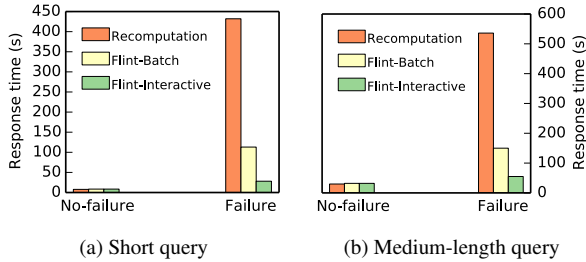 450
400
350
300
250
200
150
100
50
0
Response time (s)
Recomputation
Flint-Batch
Flint-Interactive
No-failure Failure
(a) Short query
600
500
400
300
200
100
0
Response time (s)
Recomputation
Flint-Batch
Flint-Interactive
No-failure Failure
(b) Medium-length query